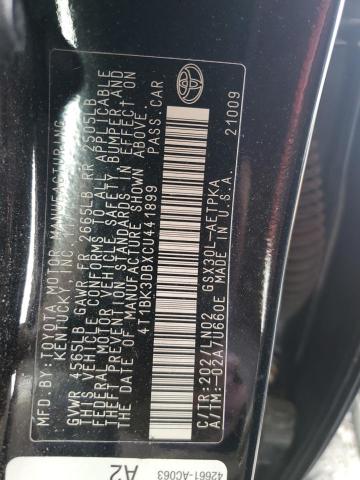 MFD BY: TOYOTA MOTOR MANUFACTURING
KENTUCKY, INC.
GVWR 4565LB GAWR FR 2665LB RR 2505LB
THIS VEHICLE CONFORMS TO ALL APPLICABLE
FEDERAL MOTOR VEHICLE SAFETY, BUMPER, AND
THEFT PREVENTION STANDARDS IN EFFECT ON
THE DATE OF MANUFACTURE SHOWN ABOVE.
4T1BK3DBXCU441899 PASS.CAR
C/TR:202/LN02 GSX30L-AETPKA 21009
A/TM:-02A/U660E MADE IN U.S.A.
42661-AC063
A2